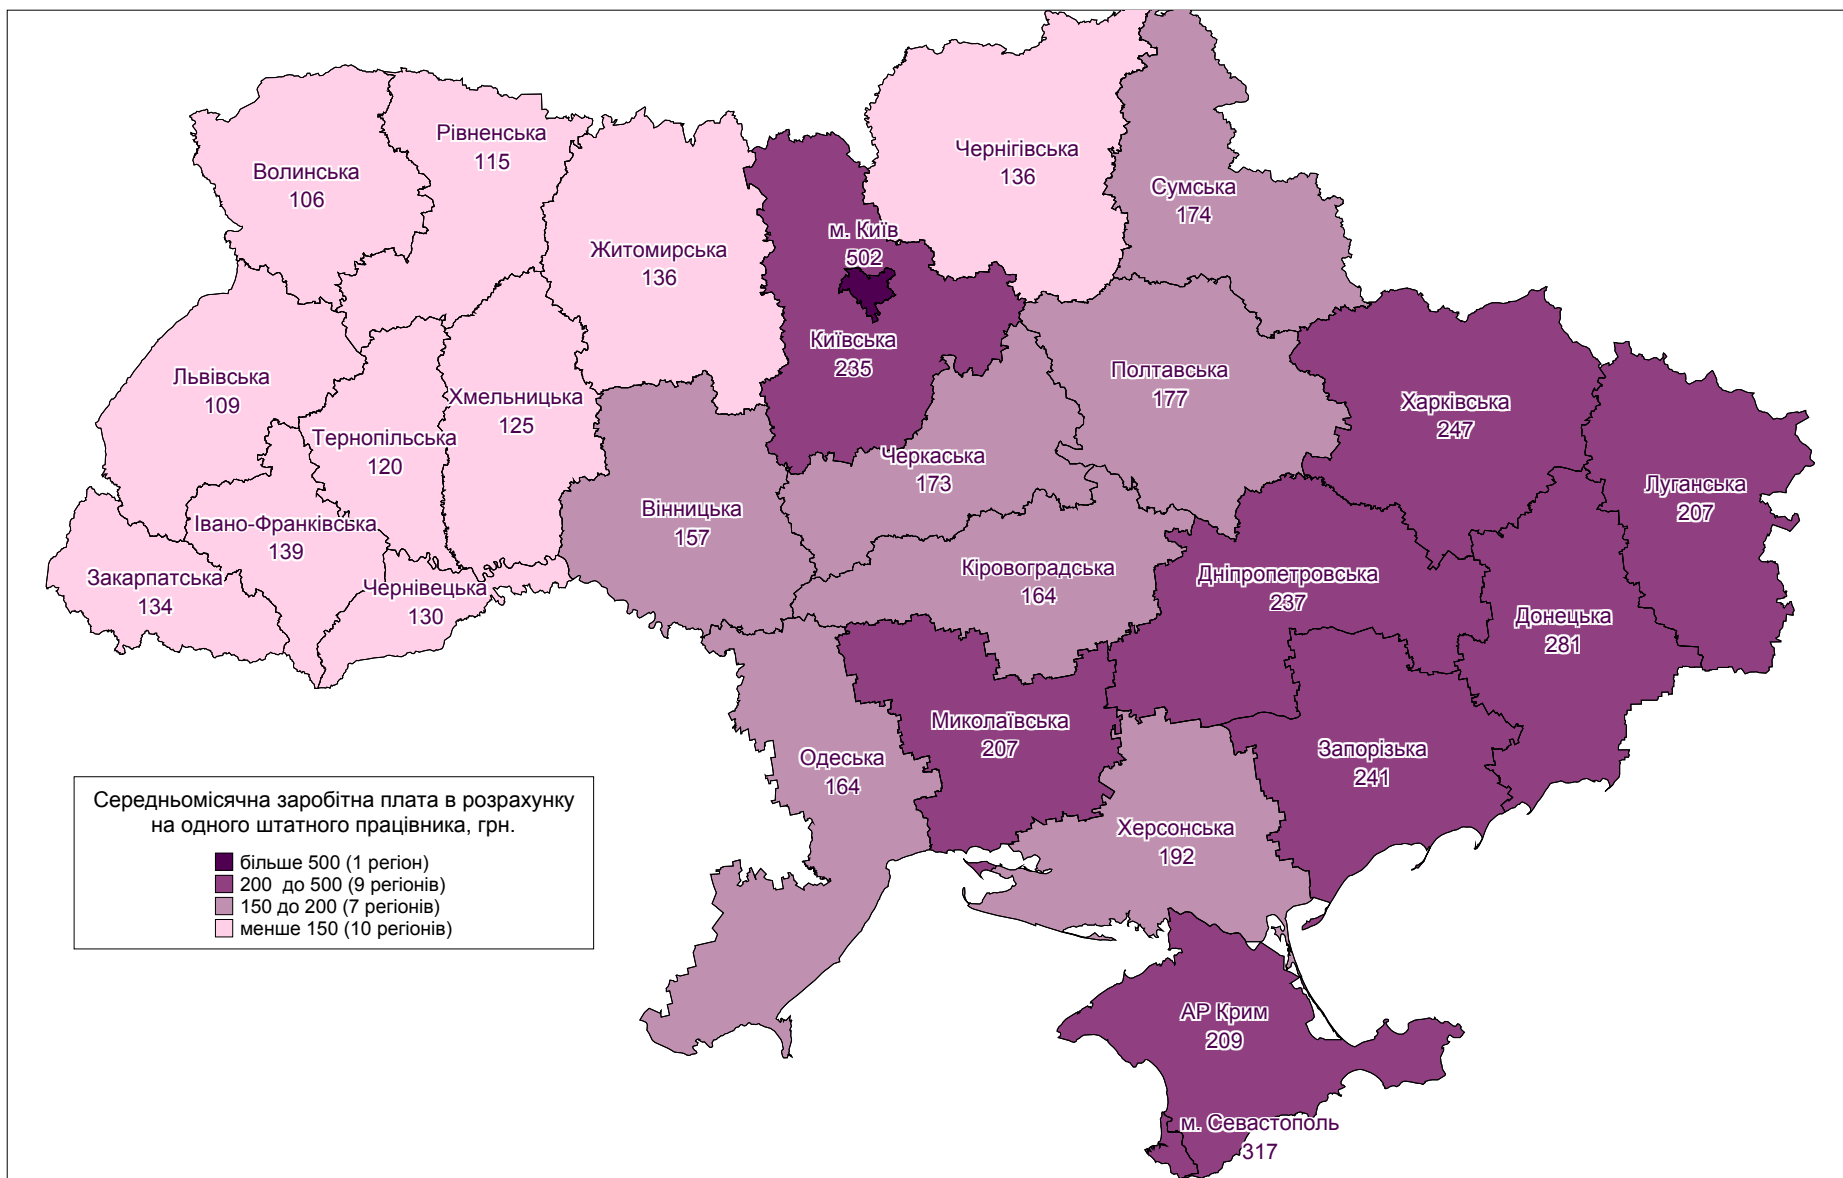 Рівненська
115
Волинська
106
Чернігівська
136
Сумська
174
м. Київ
502
Житомирська
136
Київська
235
Львівська
109
Хмельницька
125
Полтавська
177
Харківська
247
Тернопільська
120
Черкаська
173
Вінницька
157
Луганська
207
Івано-Франківська
139
Закарпатська
134
Чернівецька
130
Кіровоградська
164
Дніпропетровська
237
Донецька
281
Миколаївська
207
Одеська
164
Запорізька
241
Херсонська
192
АР Крим
209
м. Севастополь
317
Середньомісячна заробітна плата в розрахунку
на одного штатного працівника, грн.
більше 500 (1 регіон)
200 до 500 (9 регіонів)
150 до 200 (7 регіонів)
менше 150 (10 регіонів)